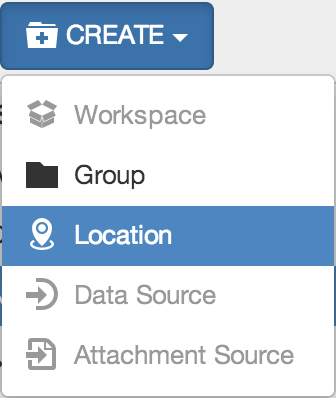 CREATE
Workspace
Group
Location
Data Source
Attachment Source